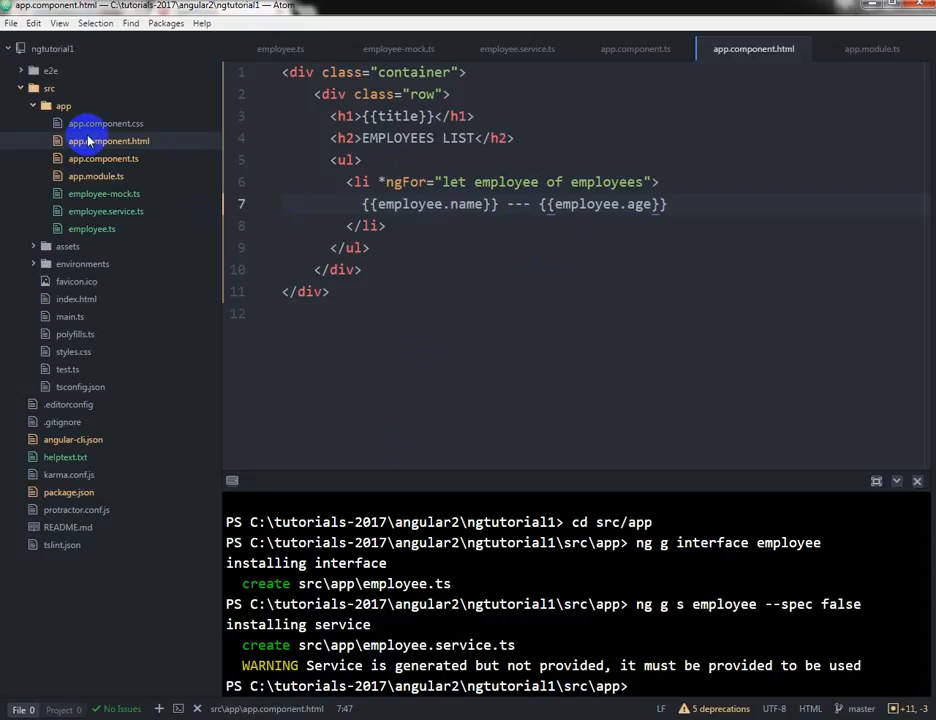 app.component.html — C:\tutorials-2017\angular2\ngtutorial1 — Atom
File Edit View Selection Find Packages Help
ngtutorial1
e2e
src
app
app.component.css
app.component.html
app.component.ts
app.module.ts
employee-mock.ts
employee.service.ts
employee.ts
assets
environments
favicon.ico
index.html
main.ts
polyfills.ts
styles.css
test.ts
tsconfig.json
.editorconfig
.gitignore
angular-cli.json
helptext.txt
karma.conf.js
package.json
protractor.conf.js
README.md
tslint.json
employee.ts employee-mock.ts employee.service.ts app.component.ts app.component.html app.module.ts
1 <div class="container">
2 <div class="row">
3 <h1>{{title}}</h1>
4 <h2>EMPLOYEES LIST</h2>
5 <ul>
6 <li *ngFor="let employee of employees">
7 {{employee.name}} --- {{employee.age}}
8 </li>
9 </ul>
10 </div>
11 </div>
12
PS C:\tutorials-2017\angular2\ngtutorial1> cd src/app
PS C:\tutorials-2017\angular2\ngtutorial1\src\app> ng g interface employee
installing interface
create src\app\employee.ts
PS C:\tutorials-2017\angular2\ngtutorial1\src\app> ng g s employee --spec false
installing service
create src\app\employee.service.ts
WARNING Service is generated but not provided, it must be provided to be used
PS C:\tutorials-2017\angular2\ngtutorial1\src\app>
File 0 Project 0 No Issues src\app\app.component.html 7:47 LF 5 deprecations UTF-8 HTML master +11, -3